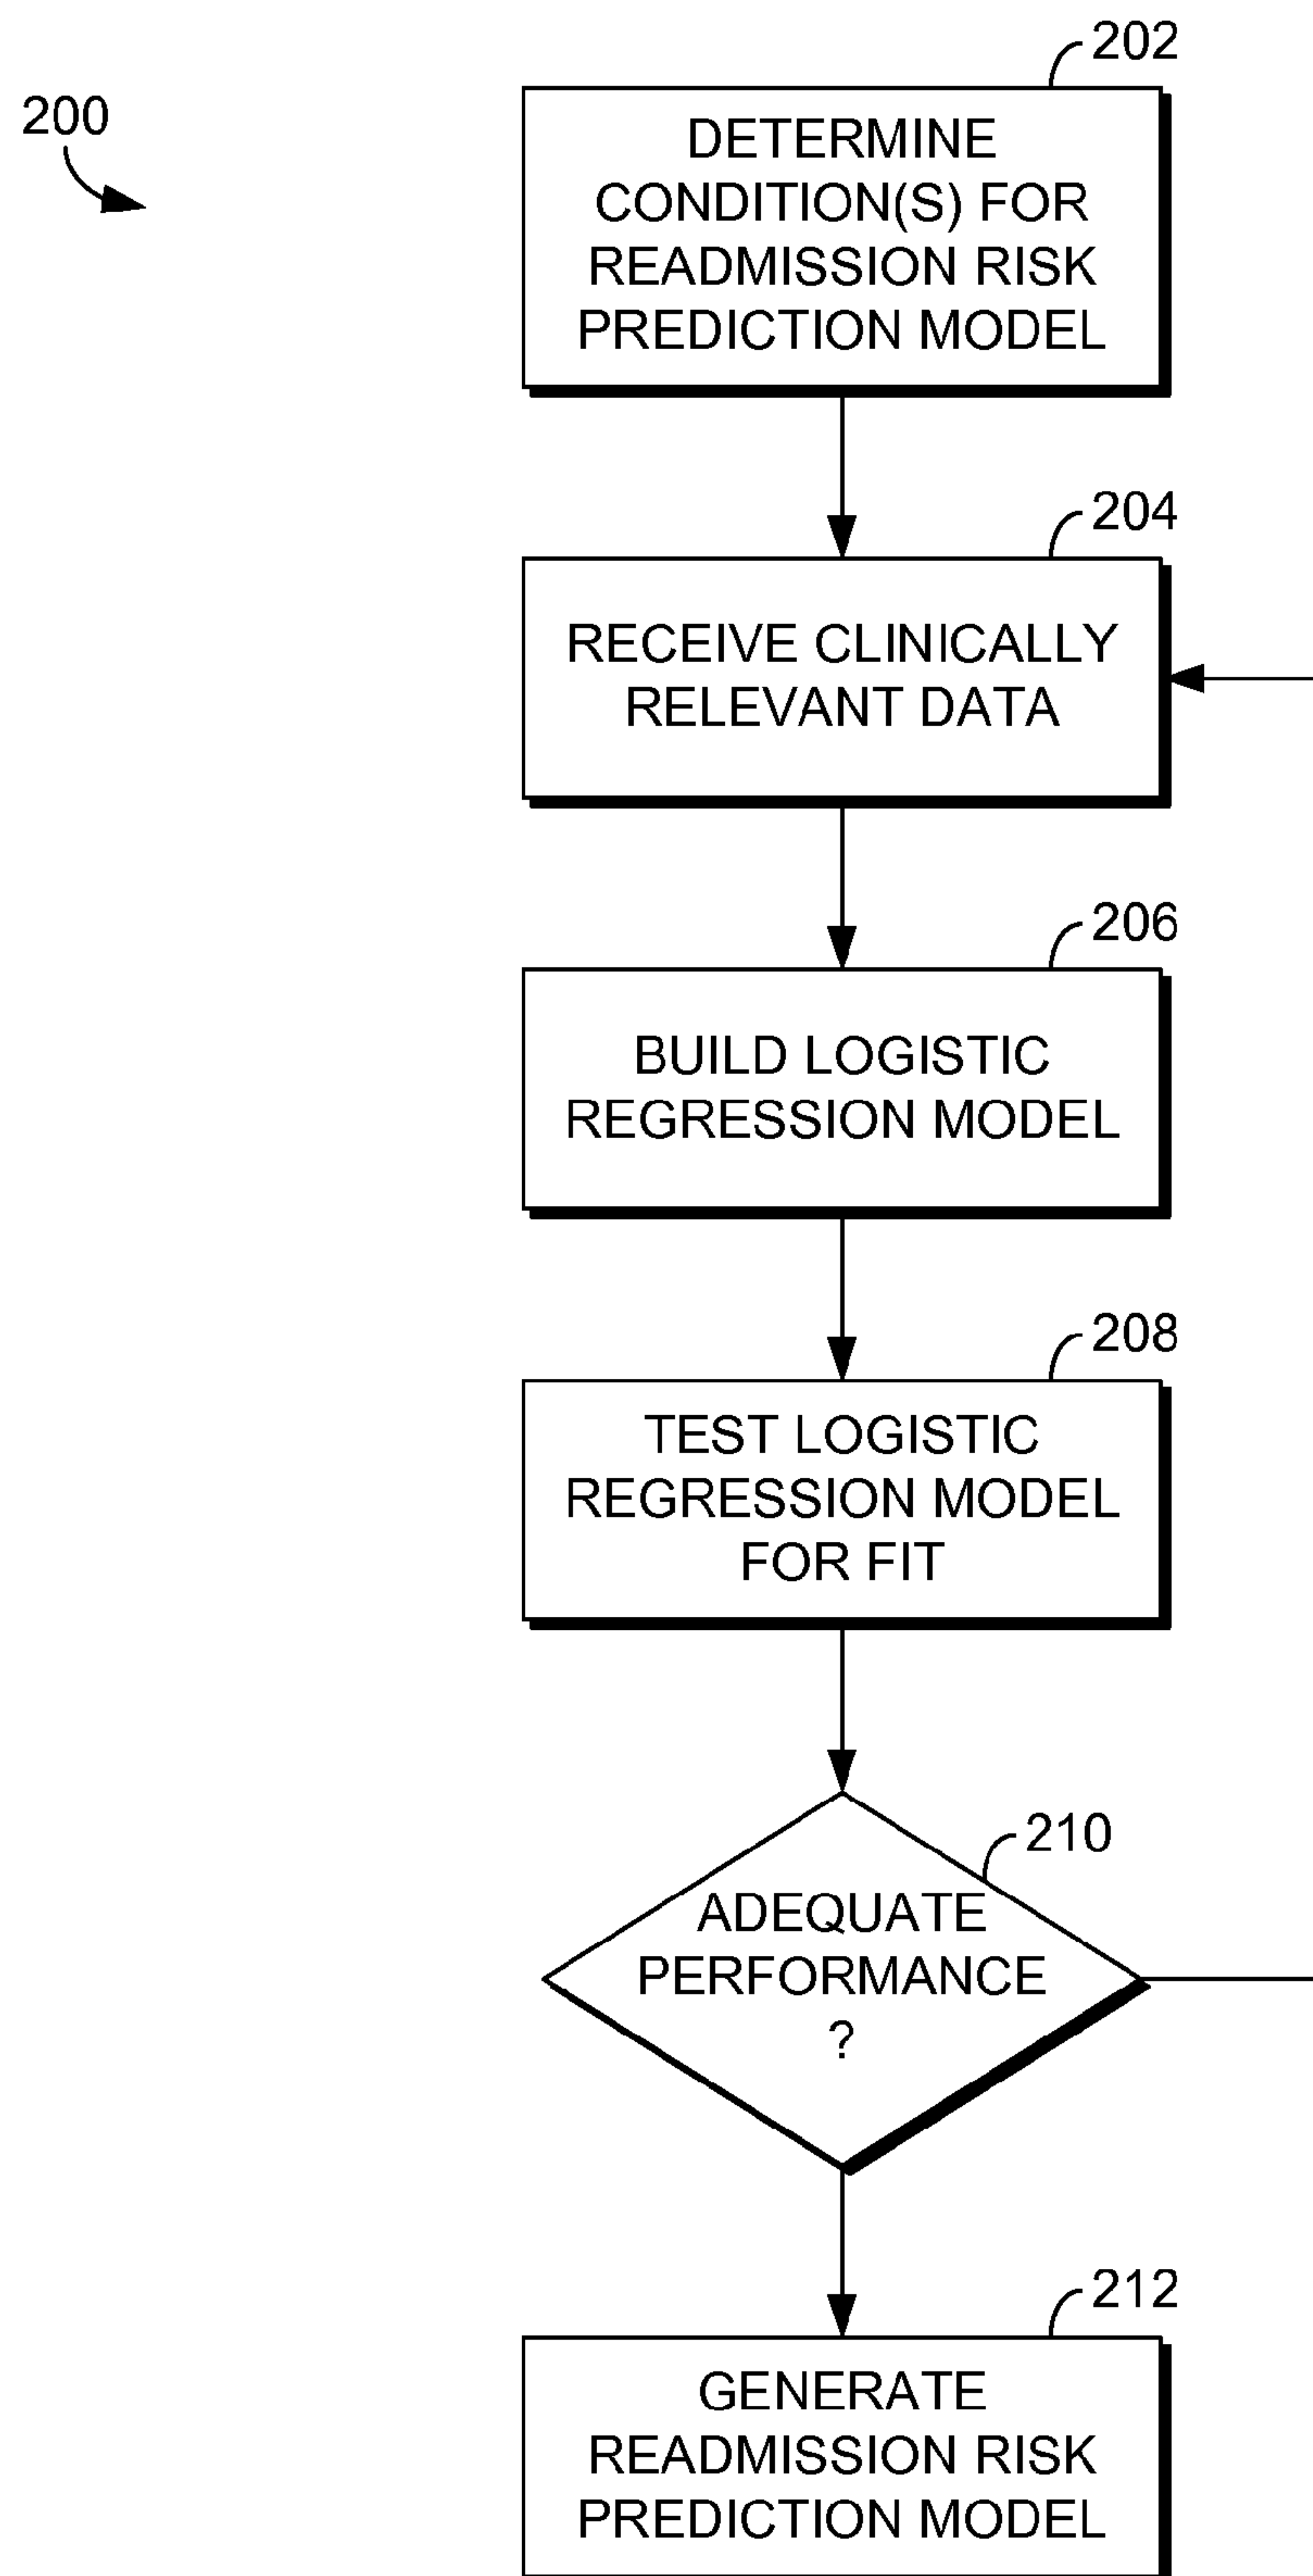 200
202
DETERMINE
CONDITION(S) FOR
READMISSION RISK
PREDICTION MODEL
204
RECEIVE CLINICALLY
RELEVANT DATA
206
BUILD LOGISTIC
REGRESSION MODEL
208
TEST LOGISTIC
REGRESSION MODEL
FOR FIT
210
ADEQUATE
PERFORMANCE
?
212
GENERATE
READMISSION RISK
PREDICTION MODEL